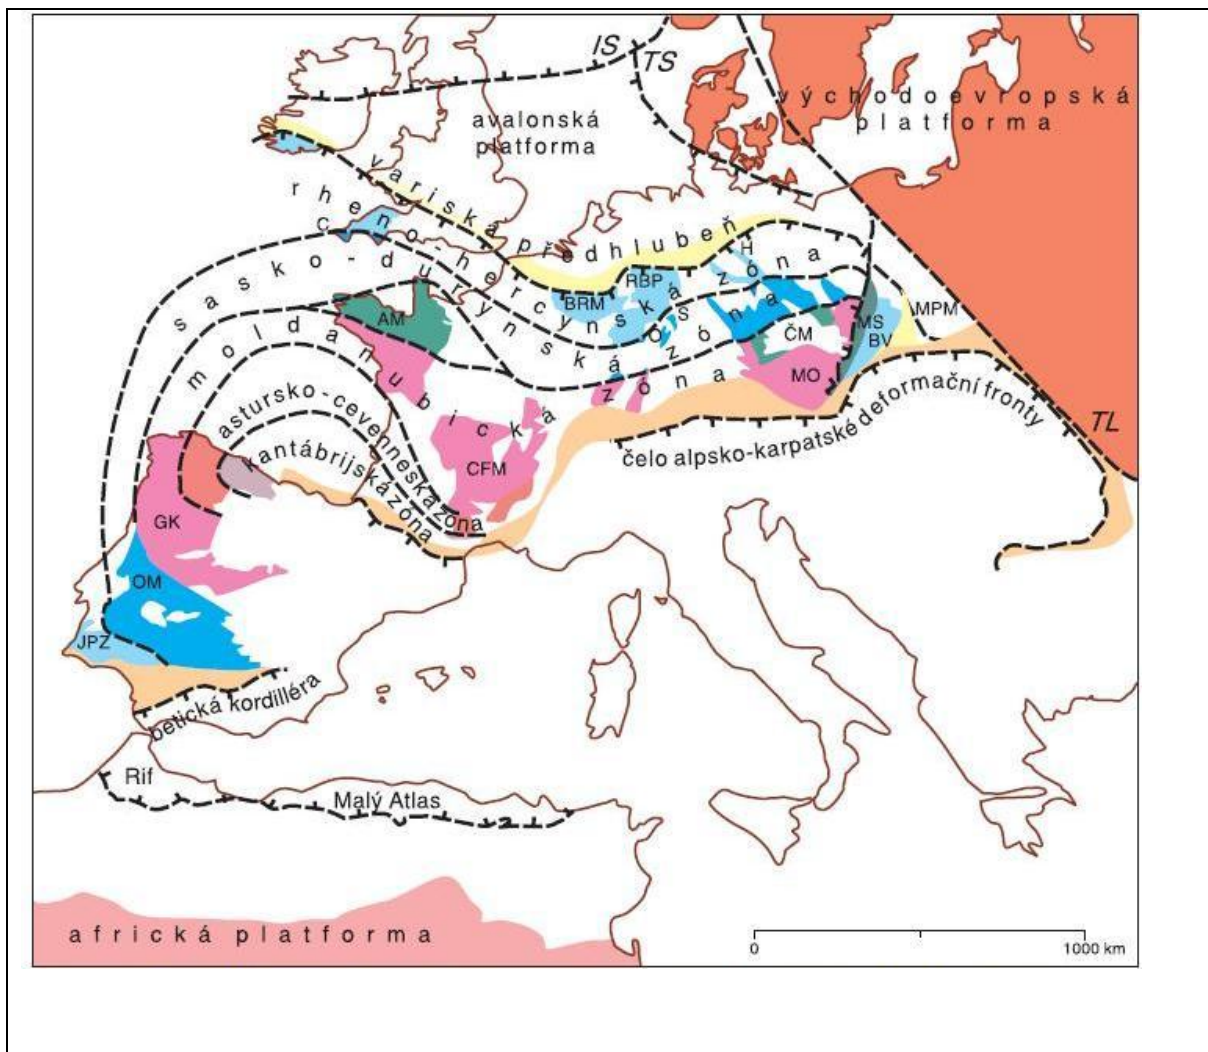 IS
TS
východoevropská
platforma
avalonská
platforma
variská předhlubeň
rheno-hercynská zóna
C
H
sasko-durynská zóna
RBP
BRM
OS
MPM
AM
MS
ČM
BV
moldanubická zóna
MO
astursko-cevenneská zóna
čelo alpsko-karpatské deformační fronty
TL
kantábrijská zóna
CFM
GK
OM
JPZ
betická kordilléra
Rif
Malý Atlas
africká platforma
0
1000 km